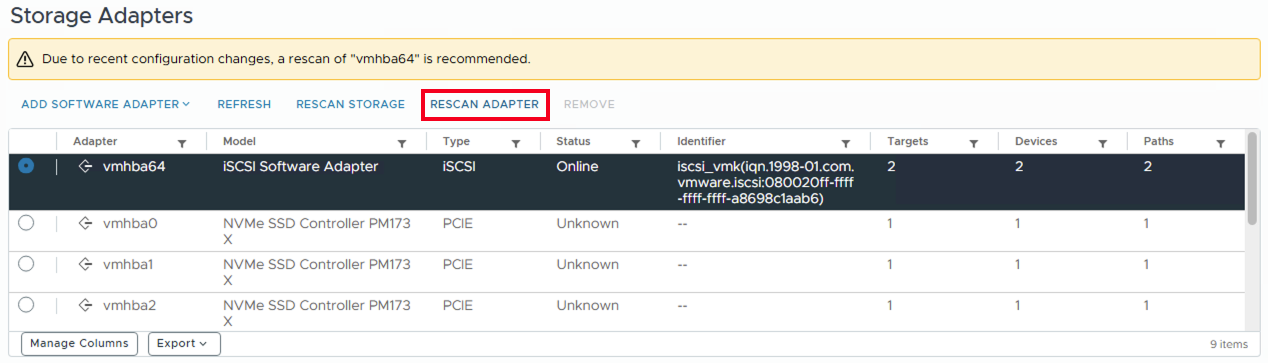 Storage Adapters
Due to recent configuration changes, a rescan of "vmhba64" is recommended.
ADD SOFTWARE ADAPTER REFRESH RESCAN STORAGE RESCAN ADAPTER REMOVE
Adapter Model Type Status Identifier Targets Devices Paths
vmhba64 iSCSI Software Adapter iSCSI Online iscsi_vmk(iqn.1998-01.com. 2 2 2
vmware.iscsi:080020ff-ffff
-ffff-ffff-a8698c1aab6)
vmhba0 NVMe SSD Controller PM173 PCIE Unknown -- 1 1 1
X
vmhba1 NVMe SSD Controller PM173 PCIE Unknown -- 1 1 1
X
vmhba2 NVMe SSD Controller PM173 PCIE Unknown -- 1 1 1
X
Manage Columns Export 9 items